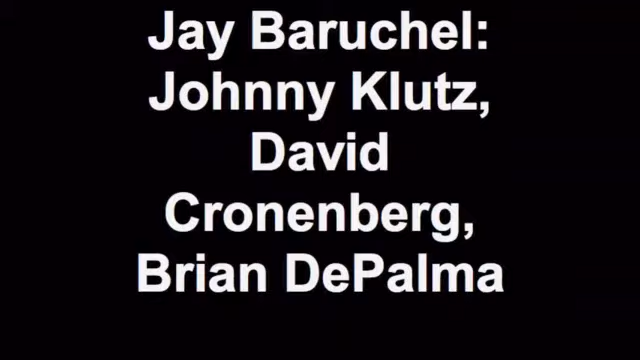 Jay Baruchel:
Johnny Klutz,
David
Cronenberg,
Brian DePalma